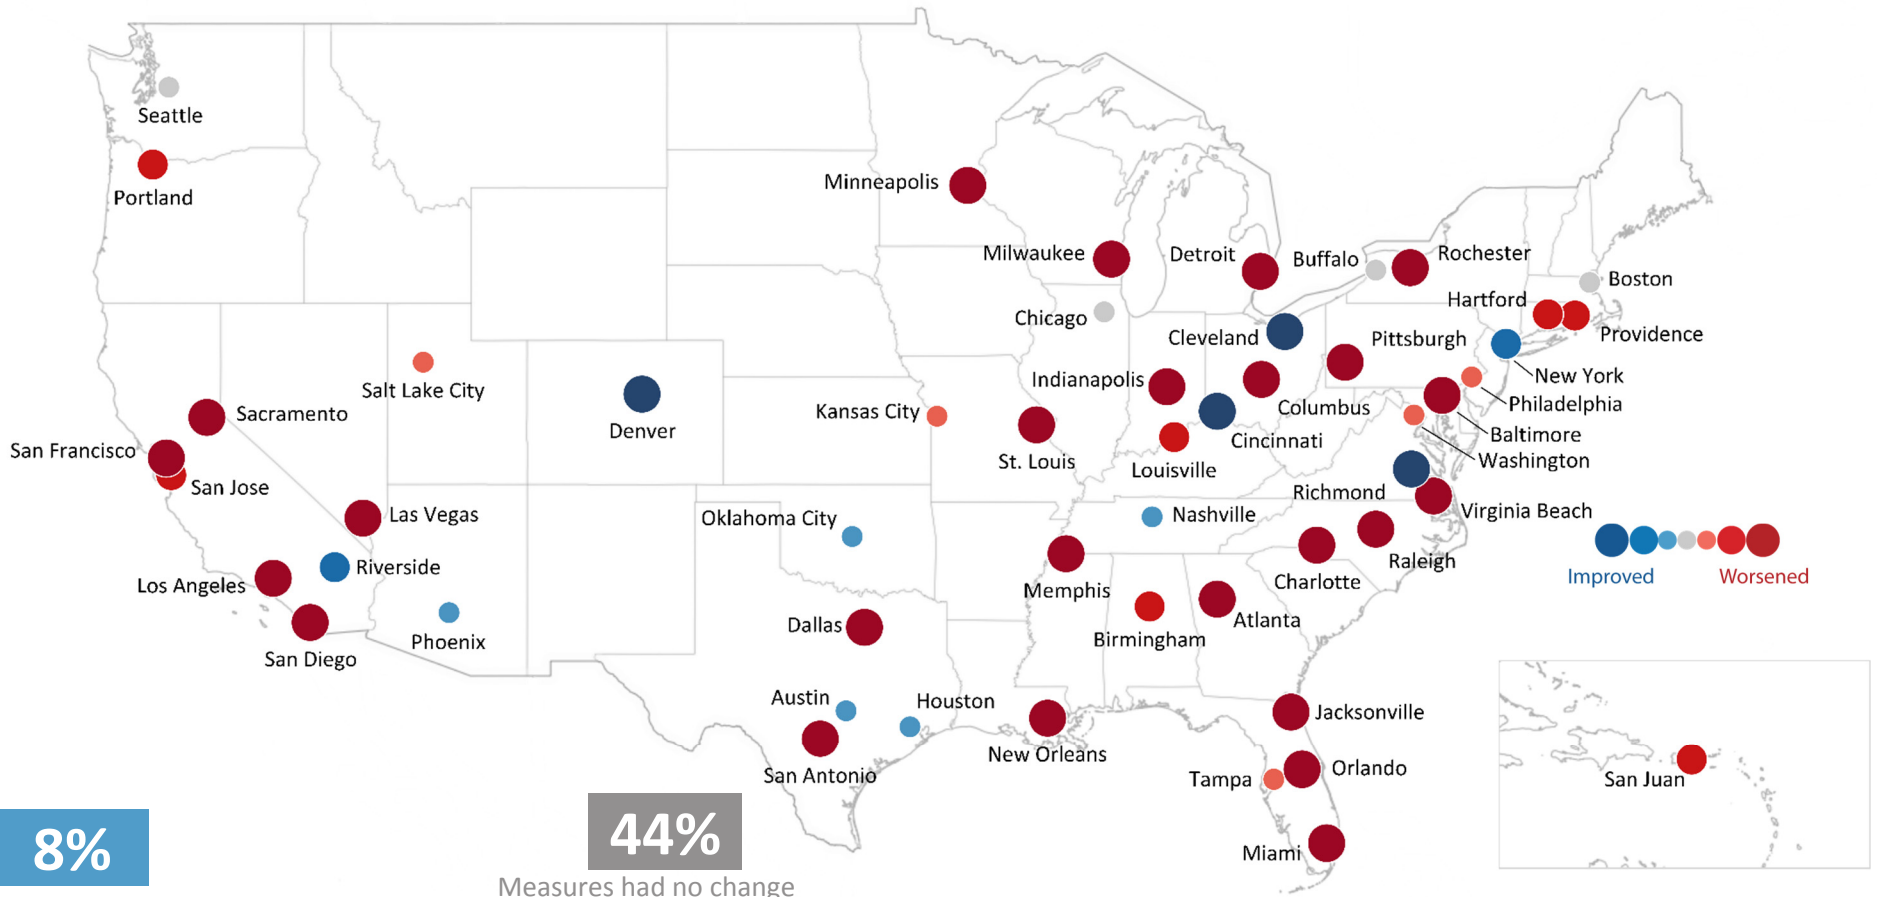 Seattle
Portland
Minneapolis
Milwaukee
Detroit
Buffalo
Rochester
Boston
Hartford
Chicago
Cleveland
Pittsburgh
Providence
New York
Salt Lake City
Indianapolis
Columbus
Philadelphia
Sacramento
Denver
Kansas City
Cincinnati
Baltimore
San Francisco
St. Louis
Louisville
Washington
San Jose
Richmond
Las Vegas
Oklahoma City
Nashville
Virginia Beach
Riverside
Raleigh
Los Angeles
Memphis
Charlotte
Improved
Worsened
Phoenix
Dallas
Birmingham
Atlanta
San Diego
Austin
Houston
Jacksonville
New Orleans
San Antonio
Tampa
Orlando
San Juan
Miami
8%
44%
Measures had no change